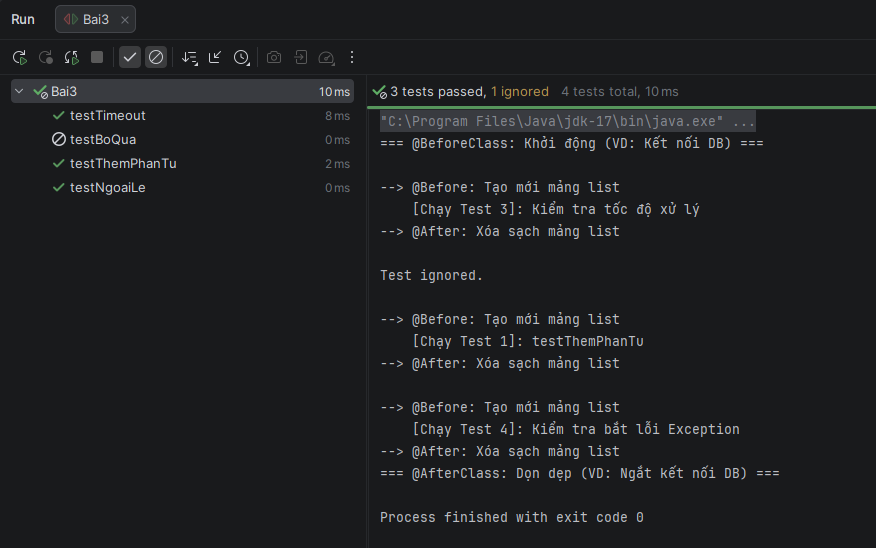 Run Bai3
Bai3 10 ms
testTimeout 8 ms
testBoQua 0 ms
testThemPhanTu 2 ms
testNgoaiLe 0 ms
3 tests passed, 1 ignored 4 tests total, 10 ms
"C:\Program Files\Java\jdk-17\bin\java.exe" ...
=== @BeforeClass: Khởi động (VD: Kết nối DB) ===
--> @Before: Tạo mới mảng list
[Chạy Test 3]: Kiểm tra tốc độ xử lý
--> @After: Xóa sạch mảng list
Test ignored.
--> @Before: Tạo mới mảng list
[Chạy Test 1]: testThemPhanTu
--> @After: Xóa sạch mảng list
--> @Before: Tạo mới mảng list
[Chạy Test 4]: Kiểm tra bắt lỗi Exception
--> @After: Xóa sạch mảng list
=== @AfterClass: Dọn dẹp (VD: Ngắt kết nối DB) ===
Process finished with exit code 0